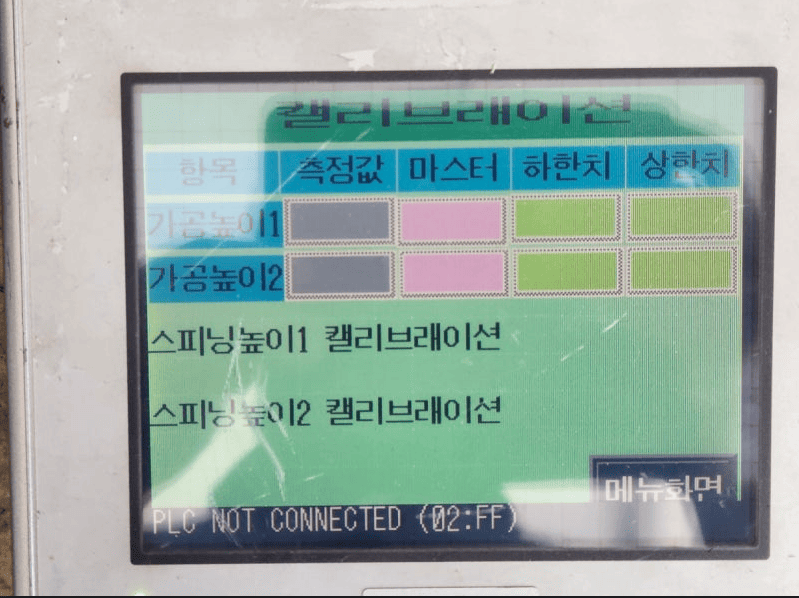 캘리브레이션
항목 측정값 마스터 하한치 상한치
가공높이1
가공높이2
스피닝높이1 캘리브레이션
스피닝높이2 캘리브레이션
메뉴화면
PLC NOT CONNECTED (02:FF)